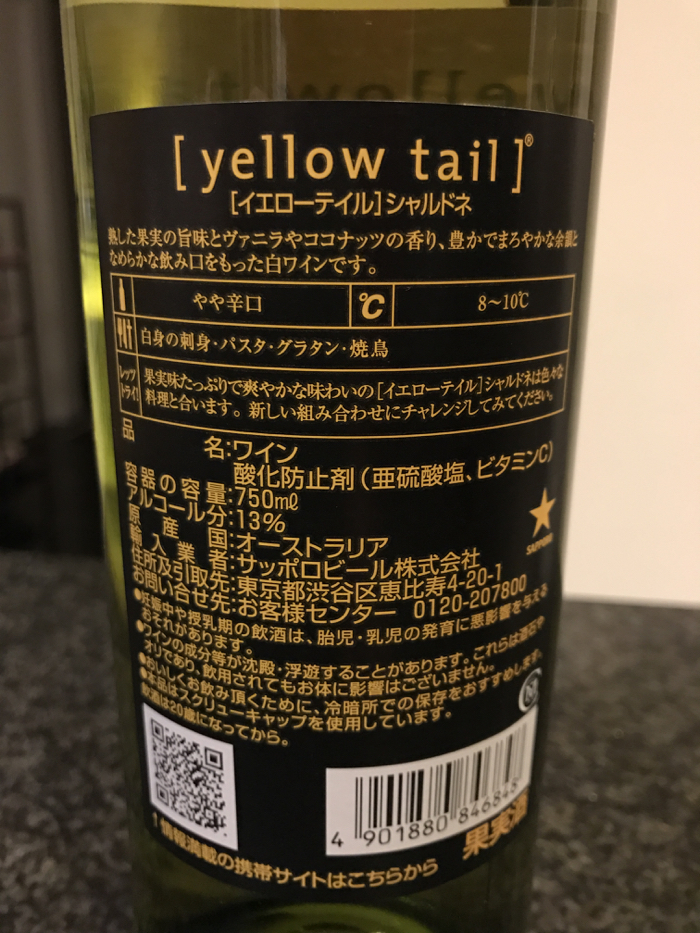 [ yellow tail ]®
[イエローテイル]シャルドネ
熟した果実の旨味とヴァニラやココナッツの香り、豊かでまろやかな余韻と
なめらかな飲み口をもった白ワインです。
やや辛口 ℃ 8〜10℃
白身の刺身・パスタ・グラタン・焼鳥
レッツトライ! 果実味たっぷりで爽やかな味わいの[イエローテイル]シャルドネは色々な
料理と合います。新しい組み合わせにチャレンジしてみてください。
品名:ワイン
酸化防止剤(亜硫酸塩、ビタミンC)
容器の容量:750mℓ
アルコール分:13%
原産国:オーストラリア
輸入業者:サッポロビール株式会社
住所及引取先:東京都渋谷区恵比寿4-20-1
お問い合せ先:お客様センター 0120-207800
SAPPORO
●妊娠中や授乳期の飲酒は、胎児・乳児の発育に悪影響を与える
おそれがあります。
●ワインの成分等が沈殿・浮遊することがあります。これらは酒石や
オリであり、飲用されてもお体に影響はございません。
●おいしくお飲み頂くために、冷暗所での保存をおすすめします。
●本品はスクリューキャップを使用しています。
飲酒は20歳になってから。
4 901880 846848
果実酒
↑情報満載の携帯サイトはこちらから